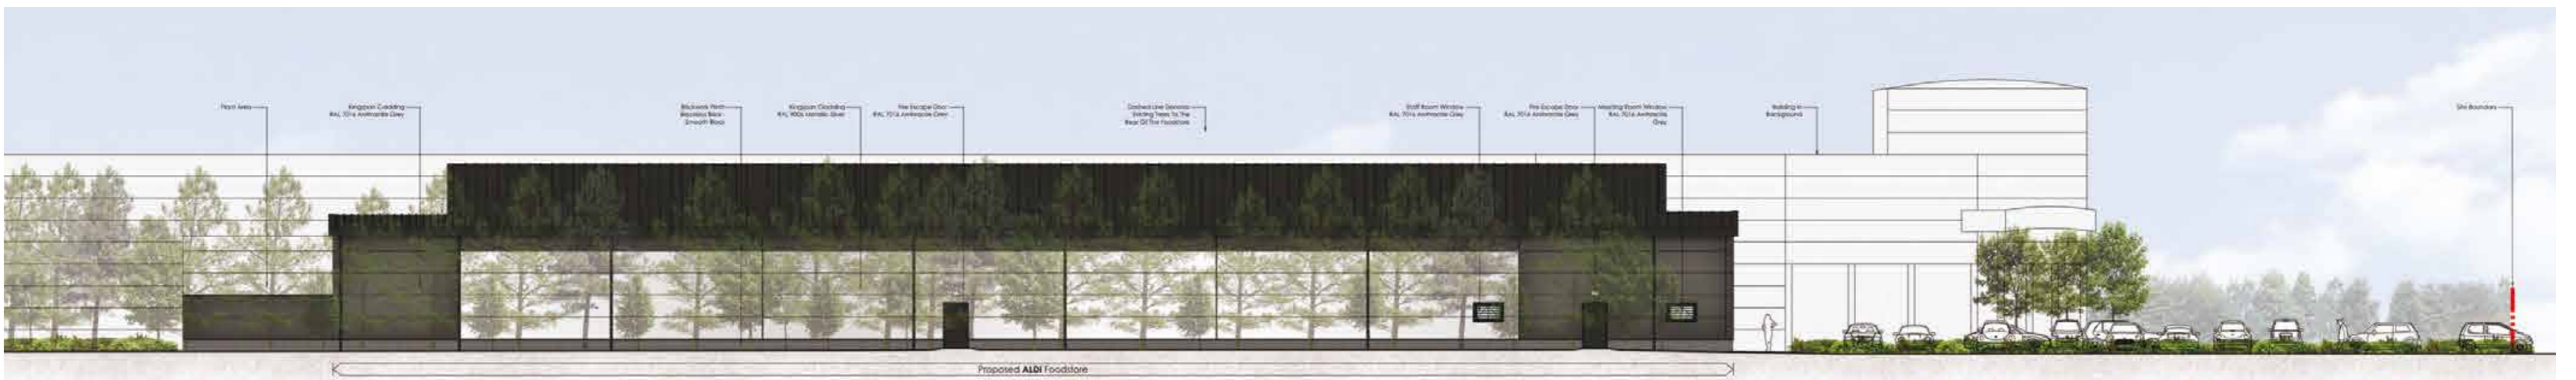 Plant Area
Kingspan Cladding
RAL 7016 Anthracite Grey
Brickwork Plinth
Smooth Black
Kingspan Cladding
RAL 9006 Metallic Silver
Fire Escape Door
RAL 7016 Anthracite Grey
Dashed Line Denotes
Existing Trees To The
Rear Of The Foodstore
Staff Room Window
RAL 7016 Anthracite Grey
Fire Escape Door
RAL 7016 Anthracite Grey
Meeting Room Window
RAL 7016 Anthracite
Grey
Building In
Background
Site Boundary
Proposed ALDI Foodstore